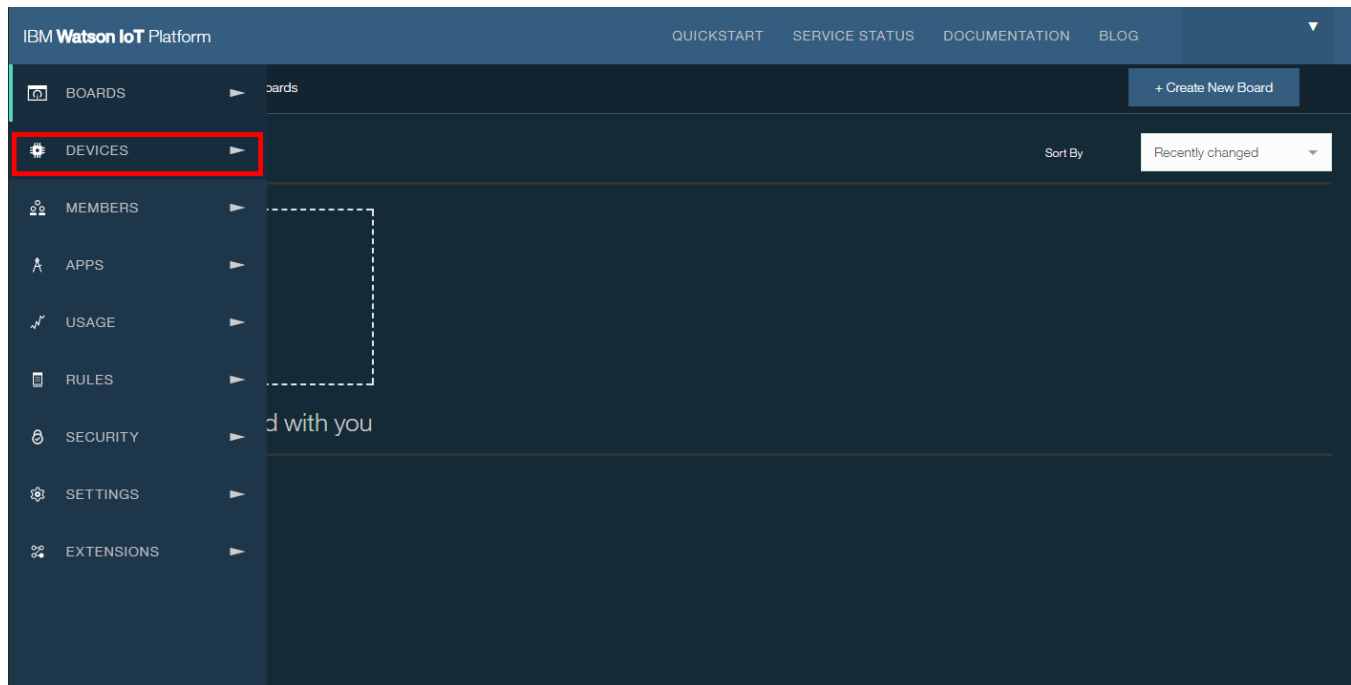 IBM Watson IoT Platform
QUICKSTART SERVICE STATUS DOCUMENTATION BLOG
BOARDS
oards
+ Create New Board
DEVICES
Sort By
Recently changed
MEMBERS
APPS
USAGE
RULES
d with you
SECURITY
SETTINGS
EXTENSIONS